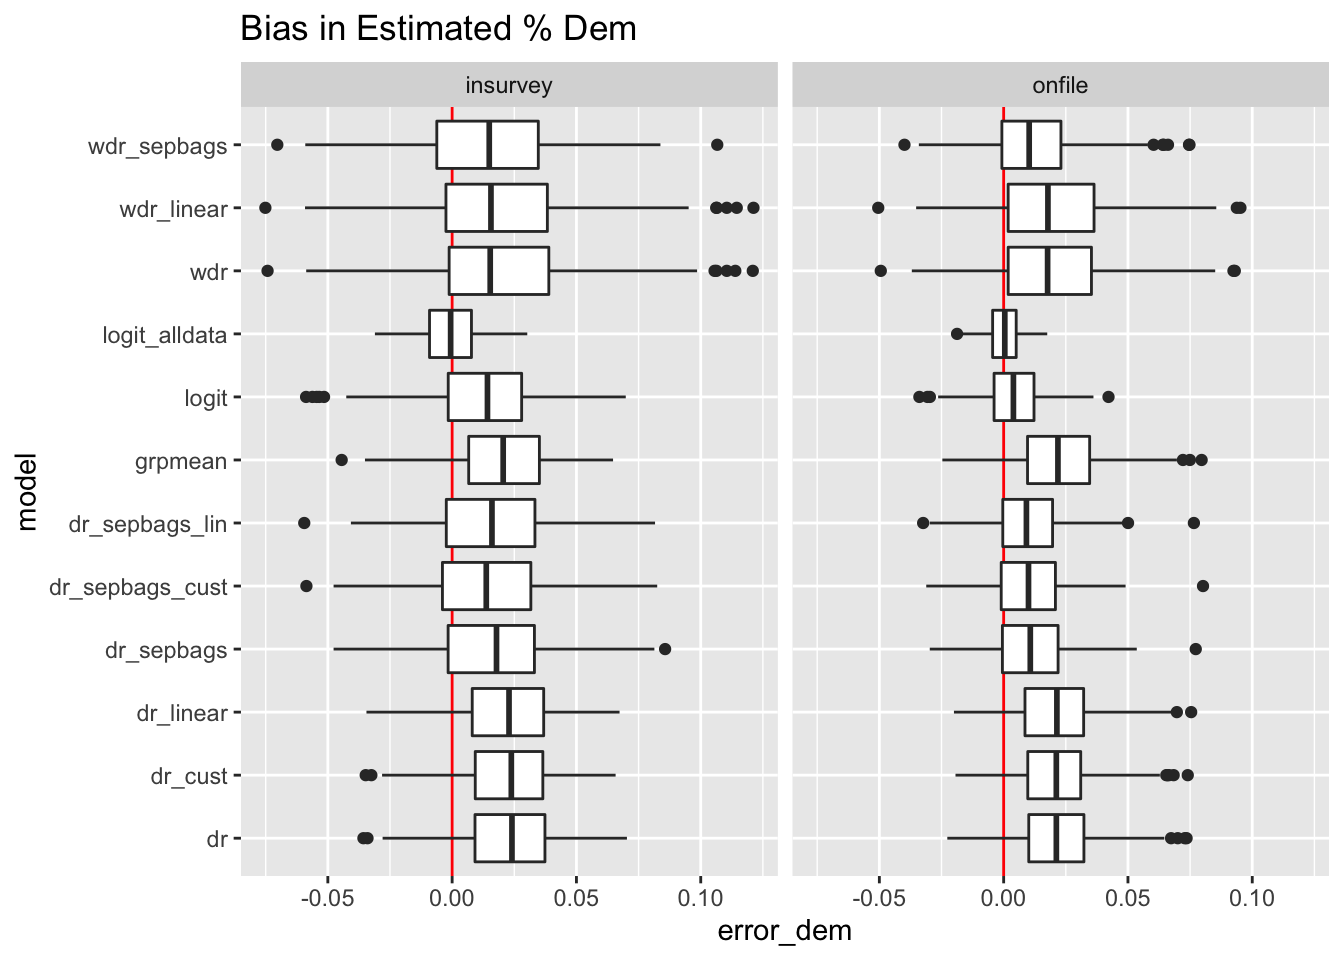 Bias in Estimated % Dem
insurvey
onfile
model
wdr_sepbags
wdr_linear
wdr
logit_alldata
logit
grpmean
dr_sepbags_lin
dr_sepbags_cust
dr_sepbags
dr_linear
dr_cust
dr
-0.05 0.00 0.05 0.10
-0.05 0.00 0.05 0.10
error_dem